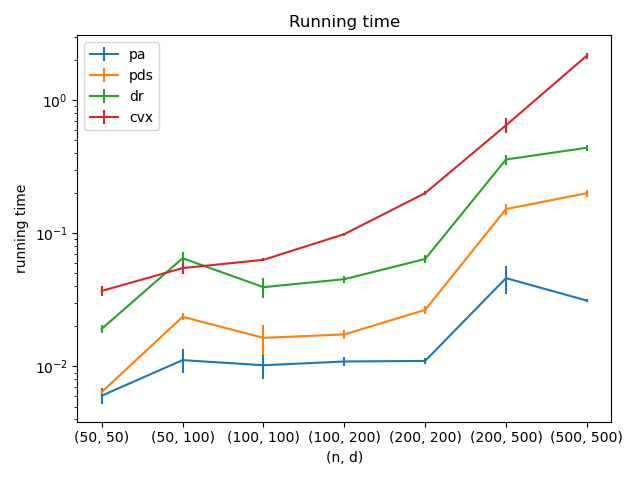 Running time
pa
pds
dr
cvx
10^0
10^-1
10^-2
running time
(50, 50) (50, 100) (100, 100) (100, 200) (200, 200) (200, 500) (500, 500)
(n, d)